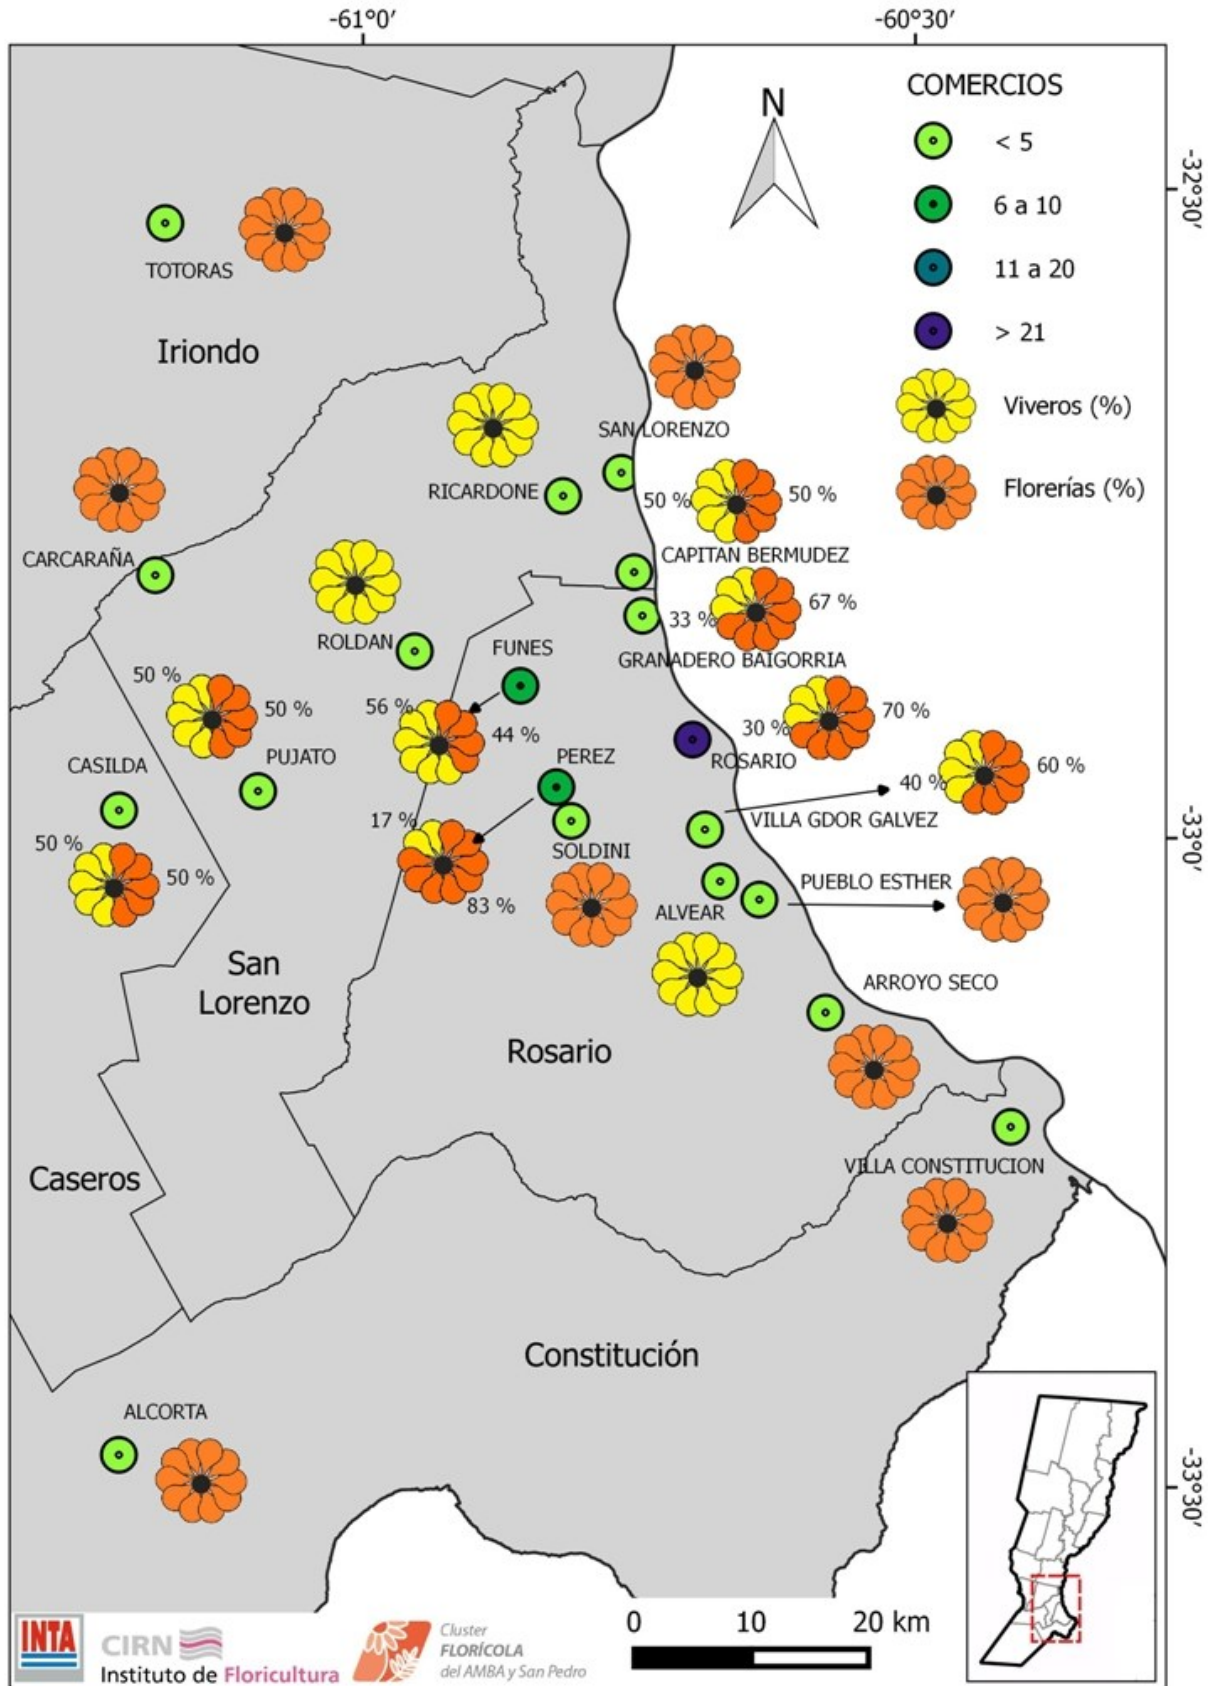 -61°0'
-60°30'
COMERCIOS
N
< 5
-32°30'
6 a 10
TOTORAS
11 a 20
> 21
Iriondo
Viveros (%)
SAN LORENZO
RICARDONE
Florerías (%)
50 %
50 %
CARCARAÑA
CAPITAN BERMUDEZ
67 %
33 %
ROLDAN
FUNES
GRANADERO BAIGORRIA
50 %
50 %
56 %
44 %
70 %
30 %
PUJATO
PEREZ
ROSARIO
CASILDA
60 %
40 %
17 %
VILLA GDOR GALVEZ
-33°0'
50 %
SOLDINI
50 %
PUEBLO ESTHER
83 %
ALVEAR
San
Lorenzo
ARROYO SECO
Rosario
Caseros
VILLA CONSTITUCION
Constitución
ALCORTA
-33°30'
INTA
CIRN
Instituto de Floricultura
Cluster
FLORÍCOLA
del AMBA y San Pedro
0 10 20 km